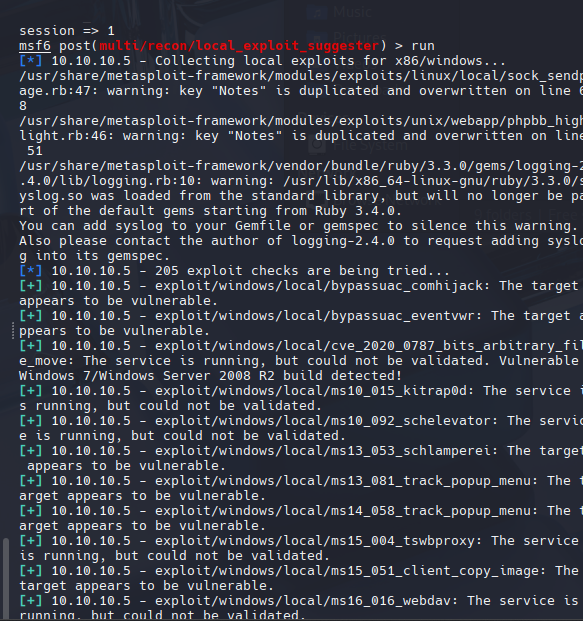 session => 1
msf6 post(multi/recon/local_exploit_suggester) > run
[*] 10.10.10.5 - Collecting local exploits for x86/windows...
/usr/share/metasploit-framework/modules/exploits/linux/local/sock_sendp
age.rb:47: warning: key "Notes" is duplicated and overwritten on line 6
8
/usr/share/metasploit-framework/modules/exploits/unix/webapp/phpbb_high
light.rb:46: warning: key "Notes" is duplicated and overwritten on line
51
/usr/share/metasploit-framework/vendor/bundle/ruby/3.3.0/gems/logging-2
.4.0/lib/logging.rb:10: warning: /usr/lib/x86_64-linux-gnu/ruby/3.3.0/s
yslog.so was loaded from the standard library, but will no longer be pa
rt of the default gems starting from Ruby 3.4.0.
You can add syslog to your Gemfile or gemspec to silence this warning.
Also please contact the author of logging-2.4.0 to request adding syslo
g into its gemspec.
[*] 10.10.10.5 - 205 exploit checks are being tried...
[+] 10.10.10.5 - exploit/windows/local/bypassuac_comhijack: The target
appears to be vulnerable.
[+] 10.10.10.5 - exploit/windows/local/bypassuac_eventvwr: The target a
ppears to be vulnerable.
[+] 10.10.10.5 - exploit/windows/local/cve_2020_0787_bits_arbitrary_fil
e_move: The service is running, but could not be validated. Vulnerable
Windows 7/Windows Server 2008 R2 build detected!
[+] 10.10.10.5 - exploit/windows/local/ms10_015_kitrap0d: The service i
s running, but could not be validated.
[+] 10.10.10.5 - exploit/windows/local/ms10_092_schelevator: The servic
e is running, but could not be validated.
[+] 10.10.10.5 - exploit/windows/local/ms13_053_schlamperei: The target
appears to be vulnerable.
[+] 10.10.10.5 - exploit/windows/local/ms13_081_track_popup_menu: The t
arget appears to be vulnerable.
[+] 10.10.10.5 - exploit/windows/local/ms14_058_track_popup_menu: The t
arget appears to be vulnerable.
[+] 10.10.10.5 - exploit/windows/local/ms15_004_tswbproxy: The service
is running, but could not be validated.
[+] 10.10.10.5 - exploit/windows/local/ms15_051_client_copy_image: The
target appears to be vulnerable.
[+] 10.10.10.5 - exploit/windows/local/ms16_016_webdav: The service is
running, but could not be validated.
Music
System